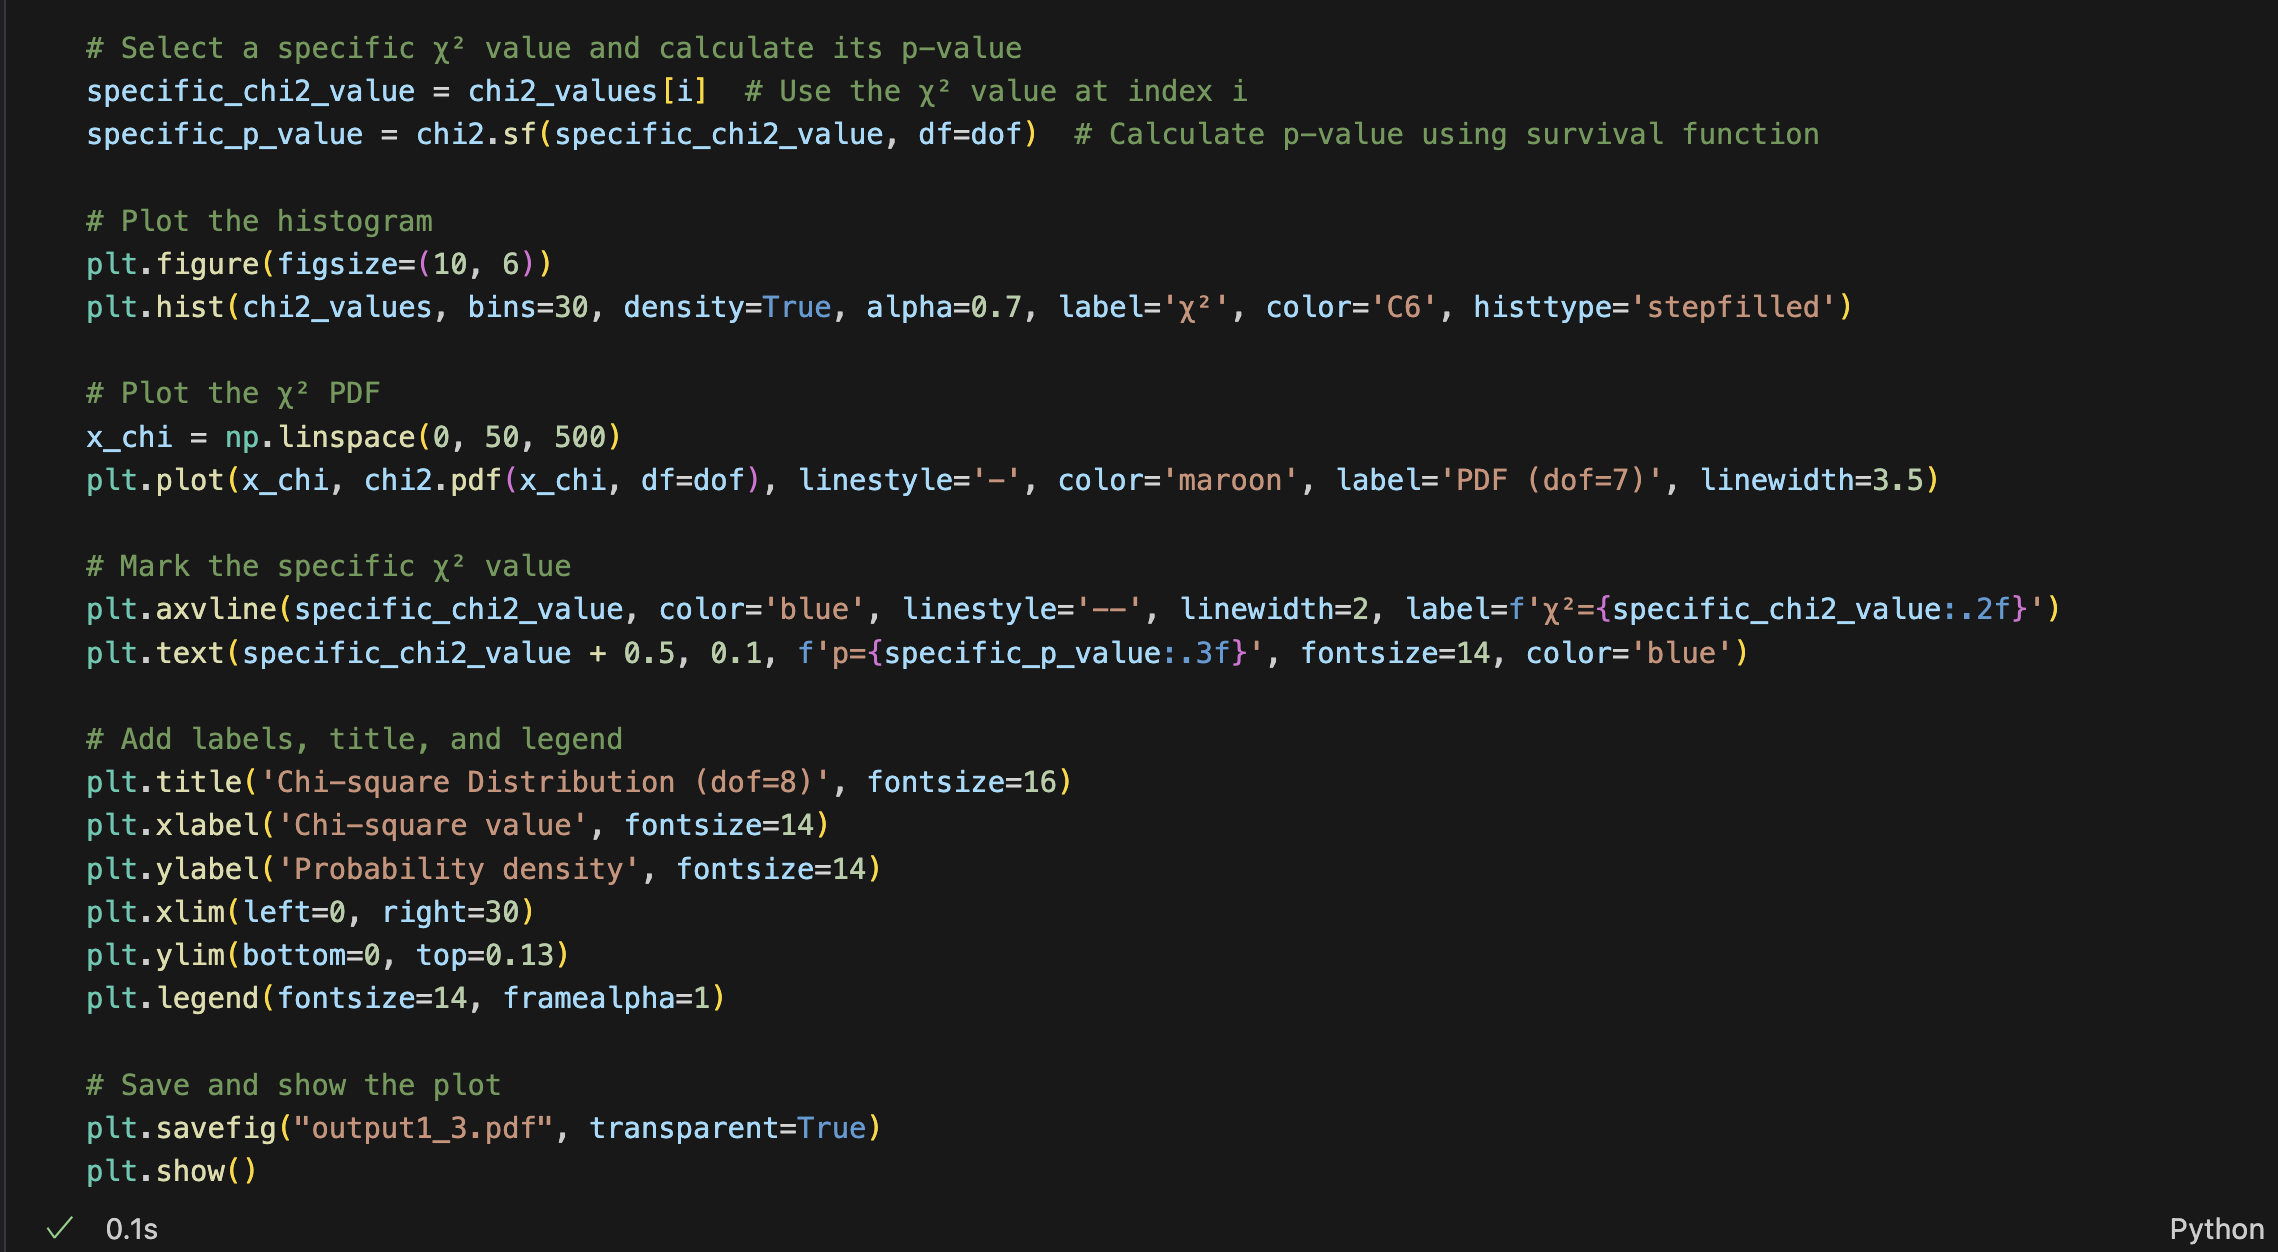 # Select a specific χ² value and calculate its p-value
specific_chi2_value = chi2_values[i]  # Use the χ² value at index i
specific_p_value = chi2.sf(specific_chi2_value, df=dof)  # Calculate p-value using survival function
# Plot the histogram
plt.figure(figsize=(10, 6))
plt.hist(chi2_values, bins=30, density=True, alpha=0.7, label='χ²', color='C6', histtype='stepfilled')
# Plot the χ² PDF
x_chi = np.linspace(0, 50, 500)
plt.plot(x_chi, chi2.pdf(x_chi, df=dof), linestyle='-', color='maroon', label='PDF (dof=7)', linewidth=3.5)
# Mark the specific χ² value
plt.axvline(specific_chi2_value, color='blue', linestyle='--', linewidth=2, label=f'χ²={specific_chi2_value:.2f}')
plt.text(specific_chi2_value + 0.5, 0.1, f'p={specific_p_value:.3f}', fontsize=14, color='blue')
# Add labels, title, and legend
plt.title('Chi-square Distribution (dof=8)', fontsize=16)
plt.xlabel('Chi-square value', fontsize=14)
plt.ylabel('Probability density', fontsize=14)
plt.xlim(left=0, right=30)
plt.ylim(bottom=0, top=0.13)
plt.legend(fontsize=14, framealpha=1)
# Save and show the plot
plt.savefig("output1_3.pdf", transparent=True)
plt.show()
✓ 0.1s
Python